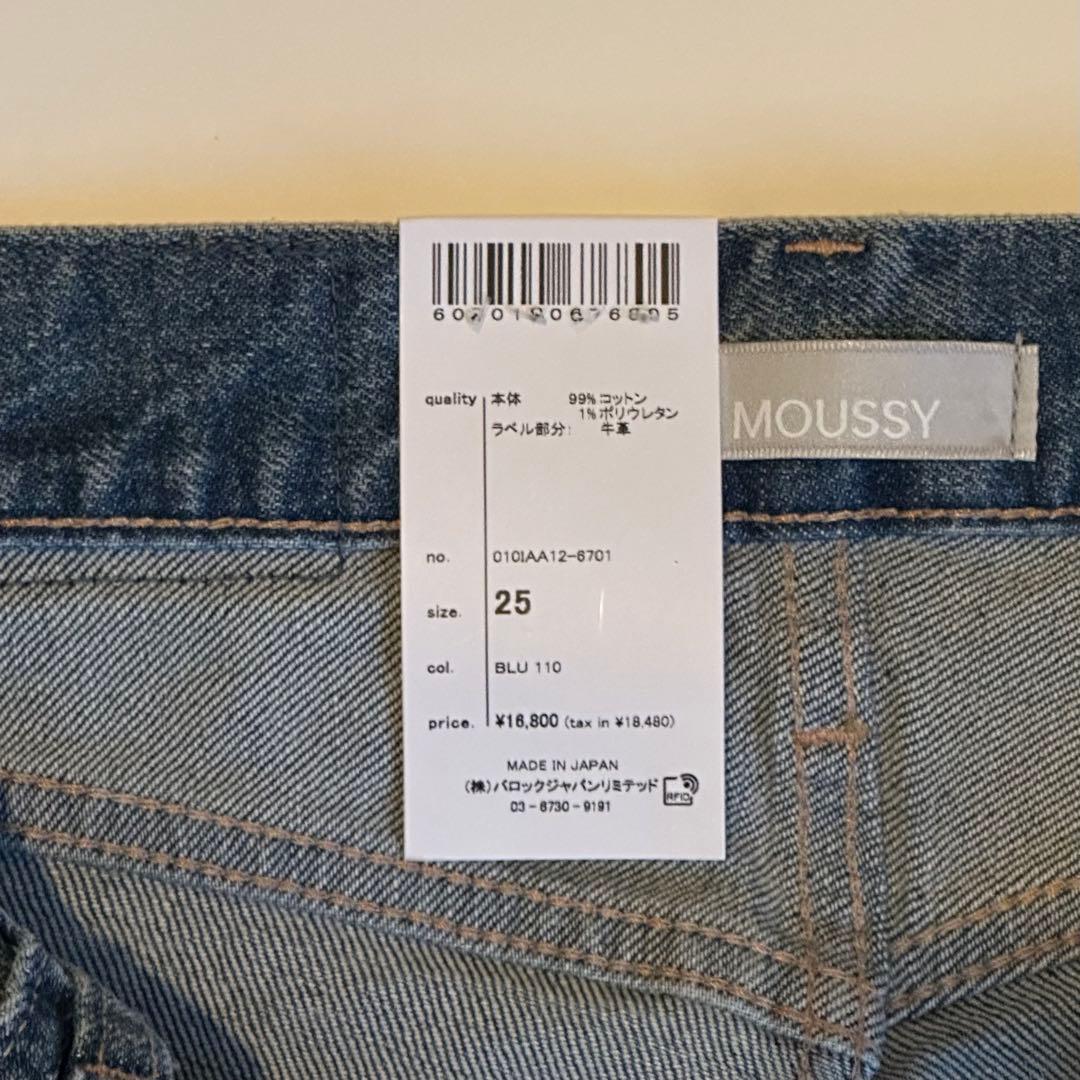 quality 本体 99%コットン
1%ポリウレタン
ラベル部分: 牛革
MOUSSY
no. 010IAA12-6701
size. 25
col. BLU 110
price. ¥16,800 (tax in ¥18,480)
MADE IN JAPAN
(株)バロックジャパンリミテッド
RFID
03-6730-9191